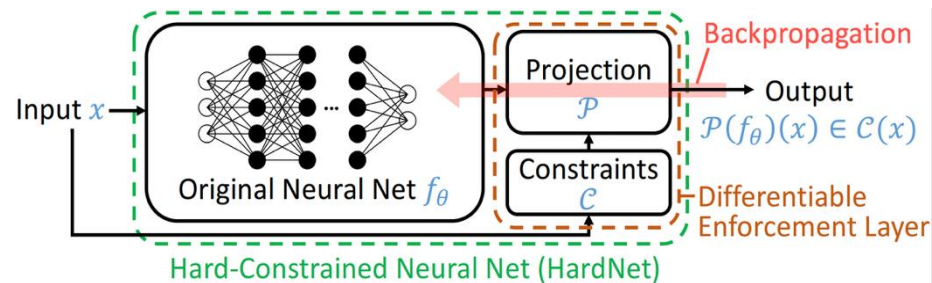 Backpropagation
Projection
𝒫
Input x
...
Output
𝒫(f_θ)(x) ∈ 𝒞(x)
Constraints
𝒞
Original Neural Net f_θ
Differentiable
Enforcement Layer
Hard-Constrained Neural Net (HardNet)